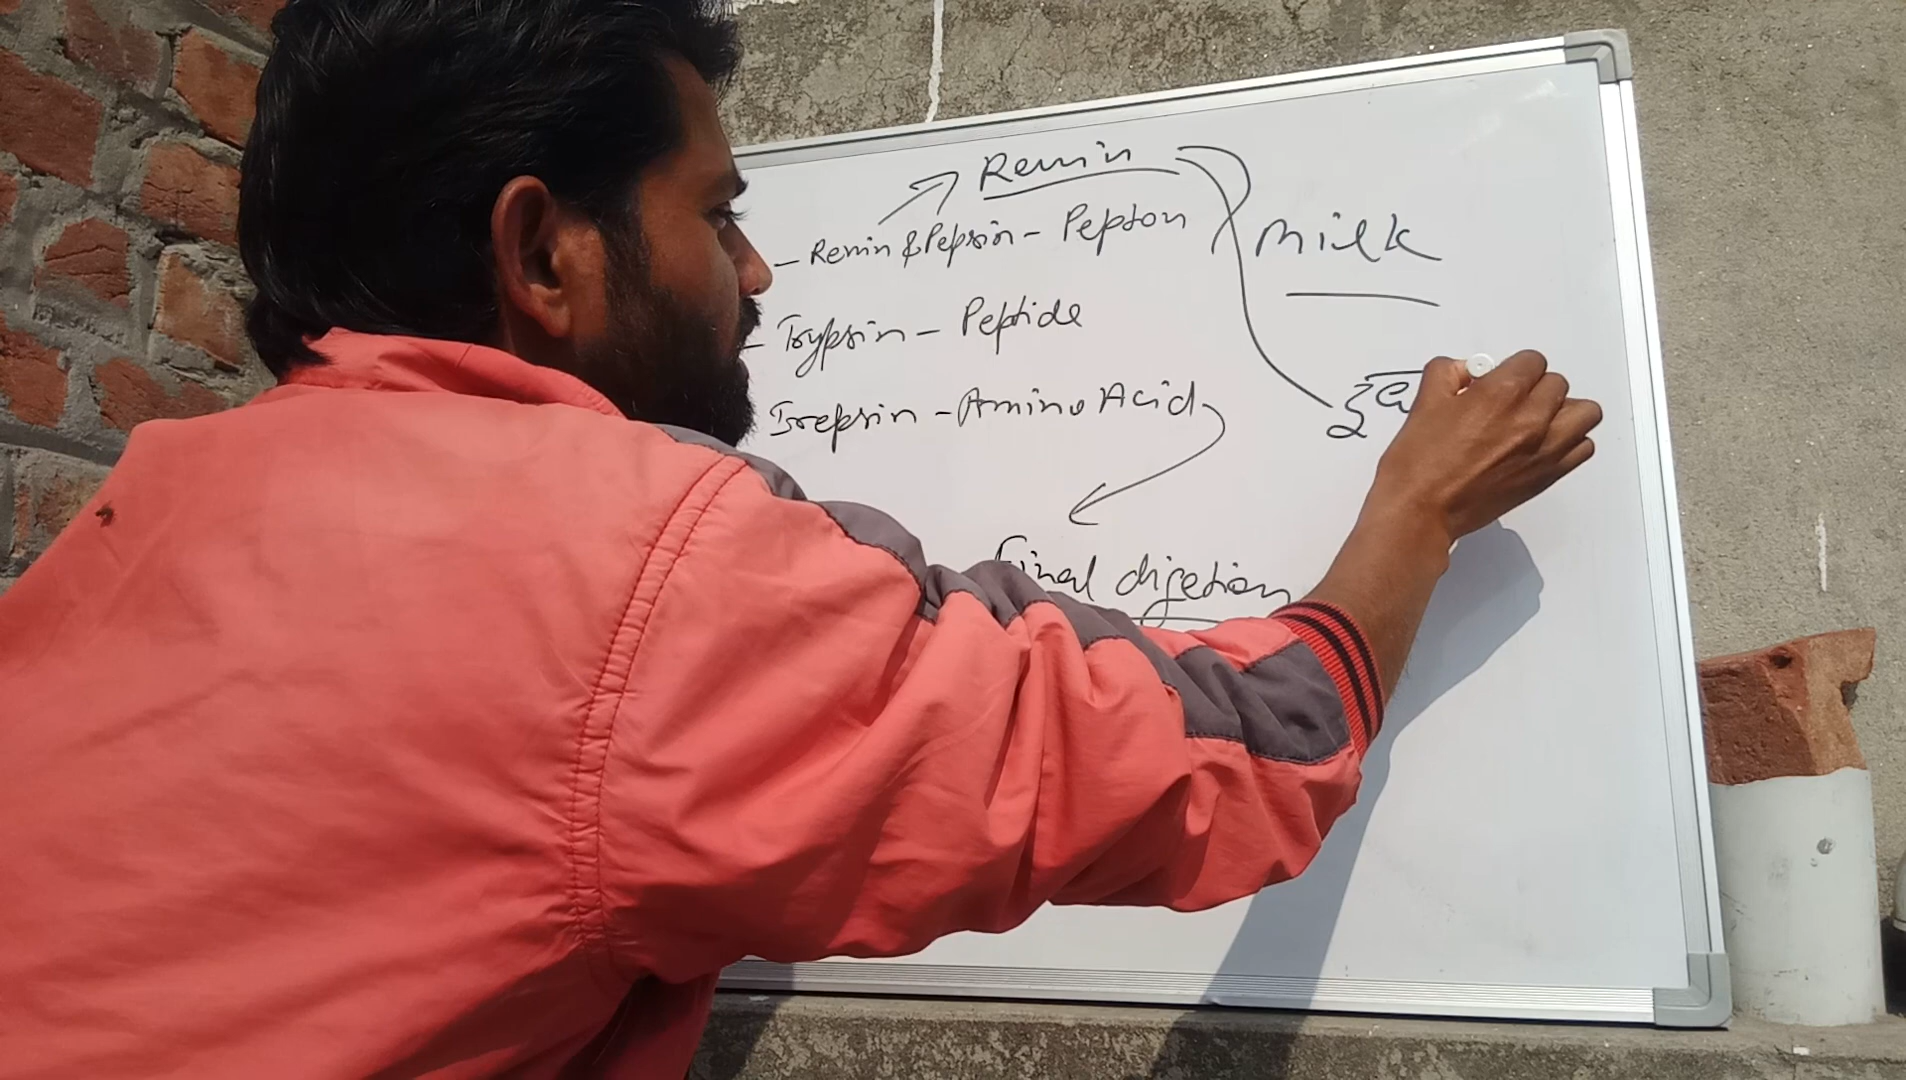 Renin
- Renin & Pepsin - Pepton
Milk
- Trypsin - Peptide
- Irepsin - Amino Acid
Final digetion